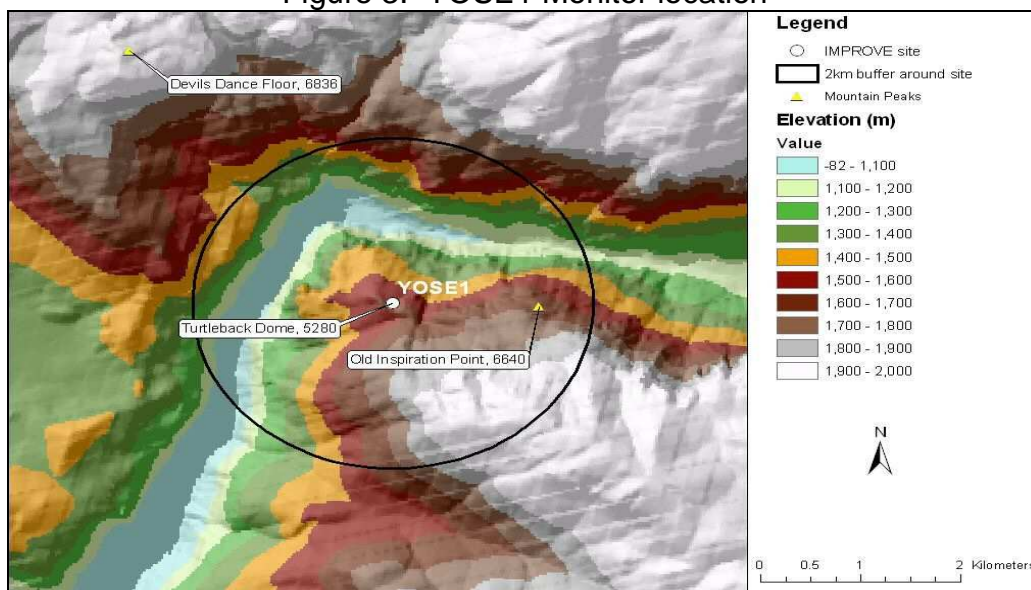 Figure 3: YOSE1 Monitor location
Devils Dance Floor, 6836
YOSE1
Turtleback Dome, 5280
Old Inspiration Point, 6640
Legend
IMPROVE site
2km buffer around site
Mountain Peaks
Elevation (m)
Value
-82 - 1,100
1,100 - 1,200
1,200 - 1,300
1,300 - 1,400
1,400 - 1,500
1,500 - 1,600
1,600 - 1,700
1,700 - 1,800
1,800 - 1,900
1,900 - 2,000
N
0 0.5 1 2 Kilometers